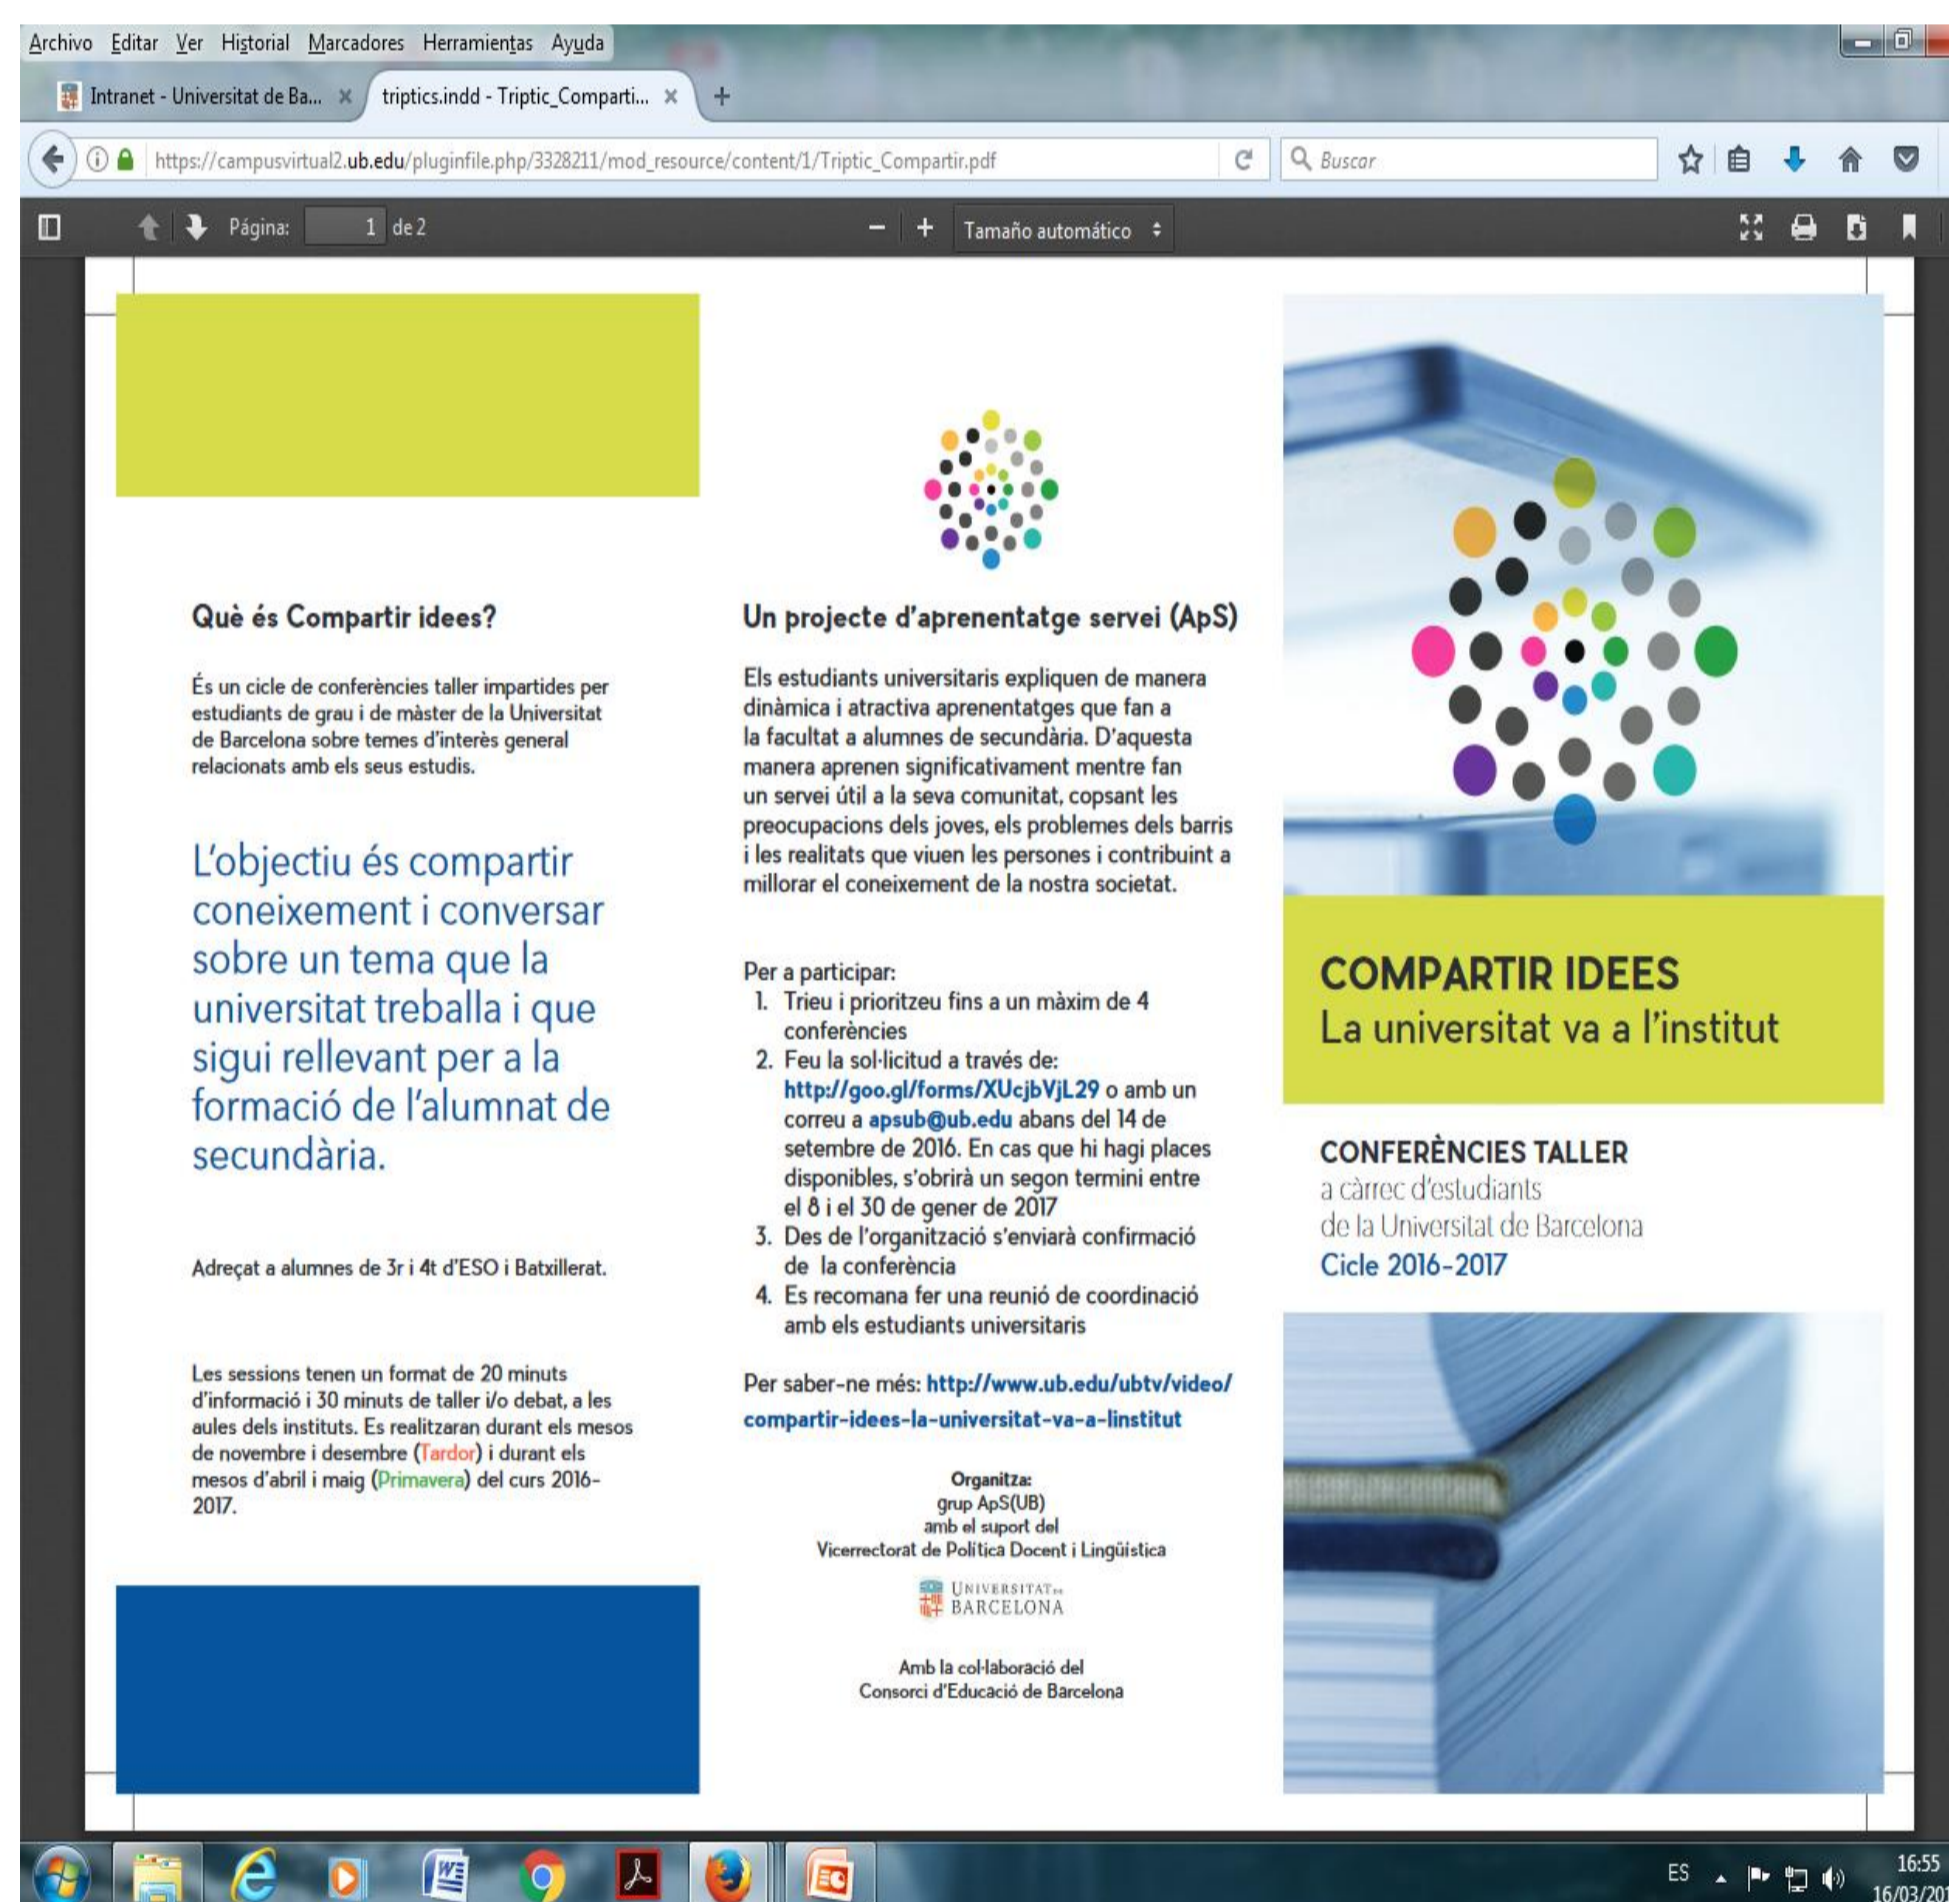 Archivo Editar Ver Historial Marcadores Herramientas Ayuda
Intranet - Universitat de Ba... × triptics.indd - Triptic_Comparti... × +
https://campusvirtual2.ub.edu/pluginfile.php/3328211/mod_resource/content/1/Triptic_Compartir.pdf
Buscar
Página: 1 de 2
Tamaño automático
Què és Compartir idees?
És un cicle de conferències taller impartides per
estudiants de grau i de màster de la Universitat
de Barcelona sobre temes d'interès general
relacionats amb els seus estudis.
L'objectiu és compartir
coneixement i conversar
sobre un tema que la
universitat treballa i que
sigui rellevant per a la
formació de l'alumnat de
secundària.
Adreçat a alumnes de 3r i 4t d'ESO i Batxillerat.
Les sessions tenen un format de 20 minuts
d'informació i 30 minuts de taller i/o debat, a les
aules dels instituts. Es realitzaran durant els mesos
de novembre i desembre (Tardor) i durant els
mesos d'abril i maig (Primavera) del curs 2016-
2017.
Un projecte d'aprenentatge servei (ApS)
Els estudiants universitaris expliquen de manera
dinàmica i atractiva aprenentatges que fan a
la facultat a alumnes de secundària. D'aquesta
manera aprenen significativament mentre fan
un servei útil a la seva comunitat, copsant les
preocupacions dels joves, els problemes dels barris
i les realitats que viuen les persones i contribuint a
millorar el coneixement de la nostra societat.
Per a participar:
1. Trieu i prioritzeu fins a un màxim de 4
conferències
2. Feu la sol·licitud a través de:
http://goo.gl/forms/XUcjbVjL29 o amb un
correu a apsub@ub.edu abans del 14 de
setembre de 2016. En cas que hi hagi places
disponibles, s'obrirà un segon termini entre
el 8 i el 30 de gener de 2017
3. Des de l'organització s'enviarà confirmació
de la conferència
4. Es recomana fer una reunió de coordinació
amb els estudiants universitaris
Per saber-ne més: http://www.ub.edu/ubtv/video/
compartir-idees-la-universitat-va-a-linstitut
Organitza:
grup ApS(UB)
amb el suport del
Vicerrectorat de Política Docent i Lingüística
UNIVERSITAT DE
BARCELONA
Amb la col·laboració del
Consorci d'Educació de Barcelona
COMPARTIR IDEES
La universitat va a l'institut
CONFERÈNCIES TALLER
a càrrec d'estudiants
de la Universitat de Barcelona
Cicle 2016-2017
ES
16:55
16/03/201